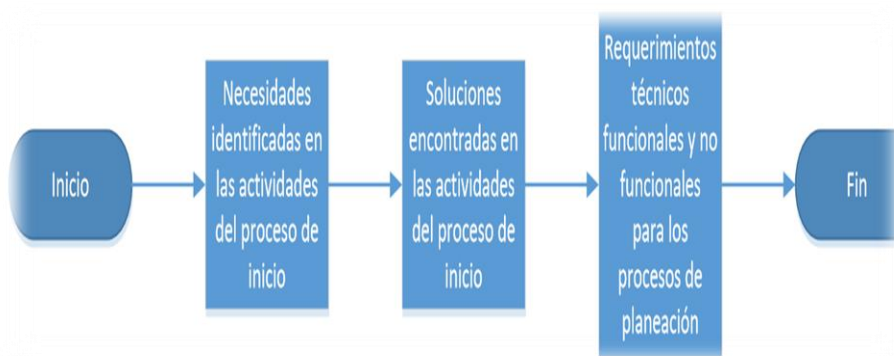 Inicio
Necesidades
identificadas en
las actividades
del proceso de
inicio
Soluciones
encontradas en
las actividades
del proceso de
inicio
Requerimientos
técnicos
funcionales y no
funcionales
para los
procesos de
planeación
Fin